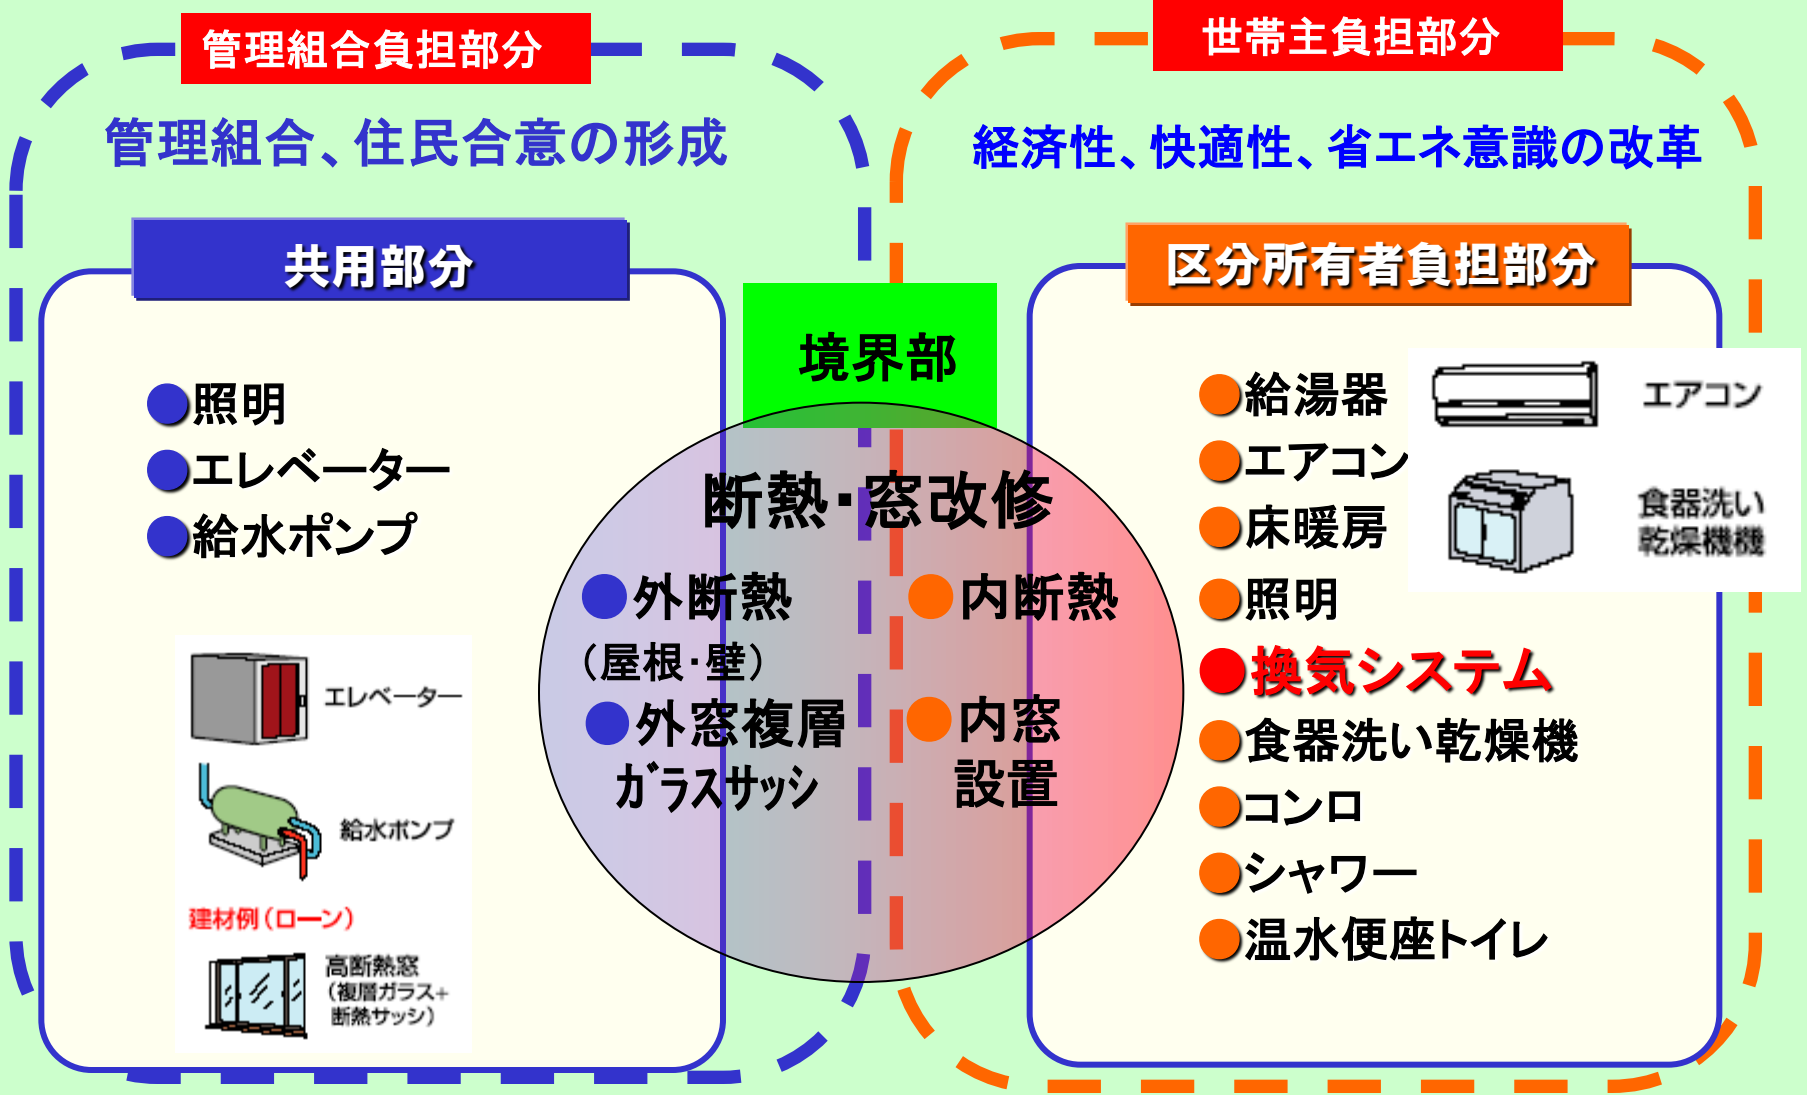 管理組合負担部分
管理組合、住民合意の形成
共用部分
●照明
●エレベーター
●給水ポンプ
エレベーター
給水ポンプ
建材例(ローン)
高断熱窓
(複層ガラス+
断熱サッシ)
境界部
断熱・窓改修
●外断熱
(屋根・壁)
●外窓複層
ｶﾞﾗｽｻｯｼ
●内断熱
●内窓
設置
世帯主負担部分
経済性、快適性、省エネ意識の改革
区分所有者負担部分
●給湯器
●エアコン
●床暖房
●照明
●換気システム
●食器洗い乾燥機
●コンロ
●シャワー
●温水便座トイレ
エアコン
食器洗い
乾燥機機